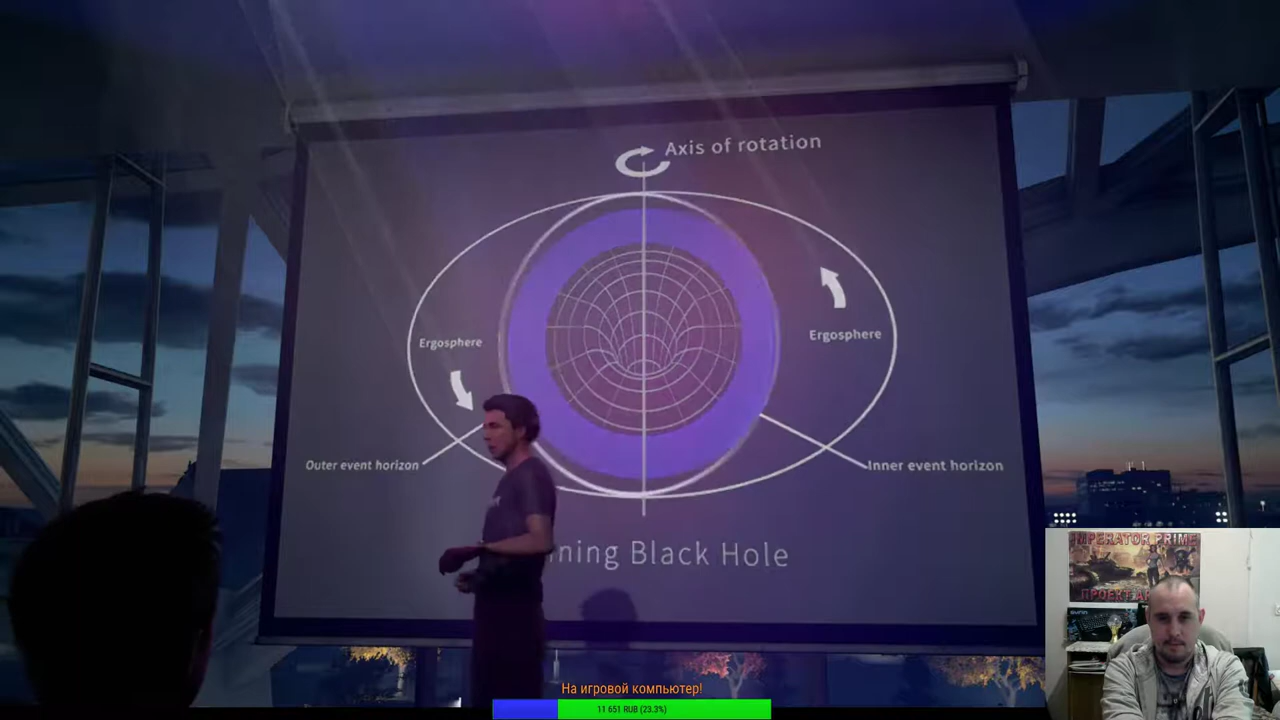 Axis of rotation
Ergosphere
Ergosphere
Outer event horizon
Inner event horizon
ning Black Hole
IMPERATOR PRIME
На игровой компьютер!
11 651 RUB (23.3%)